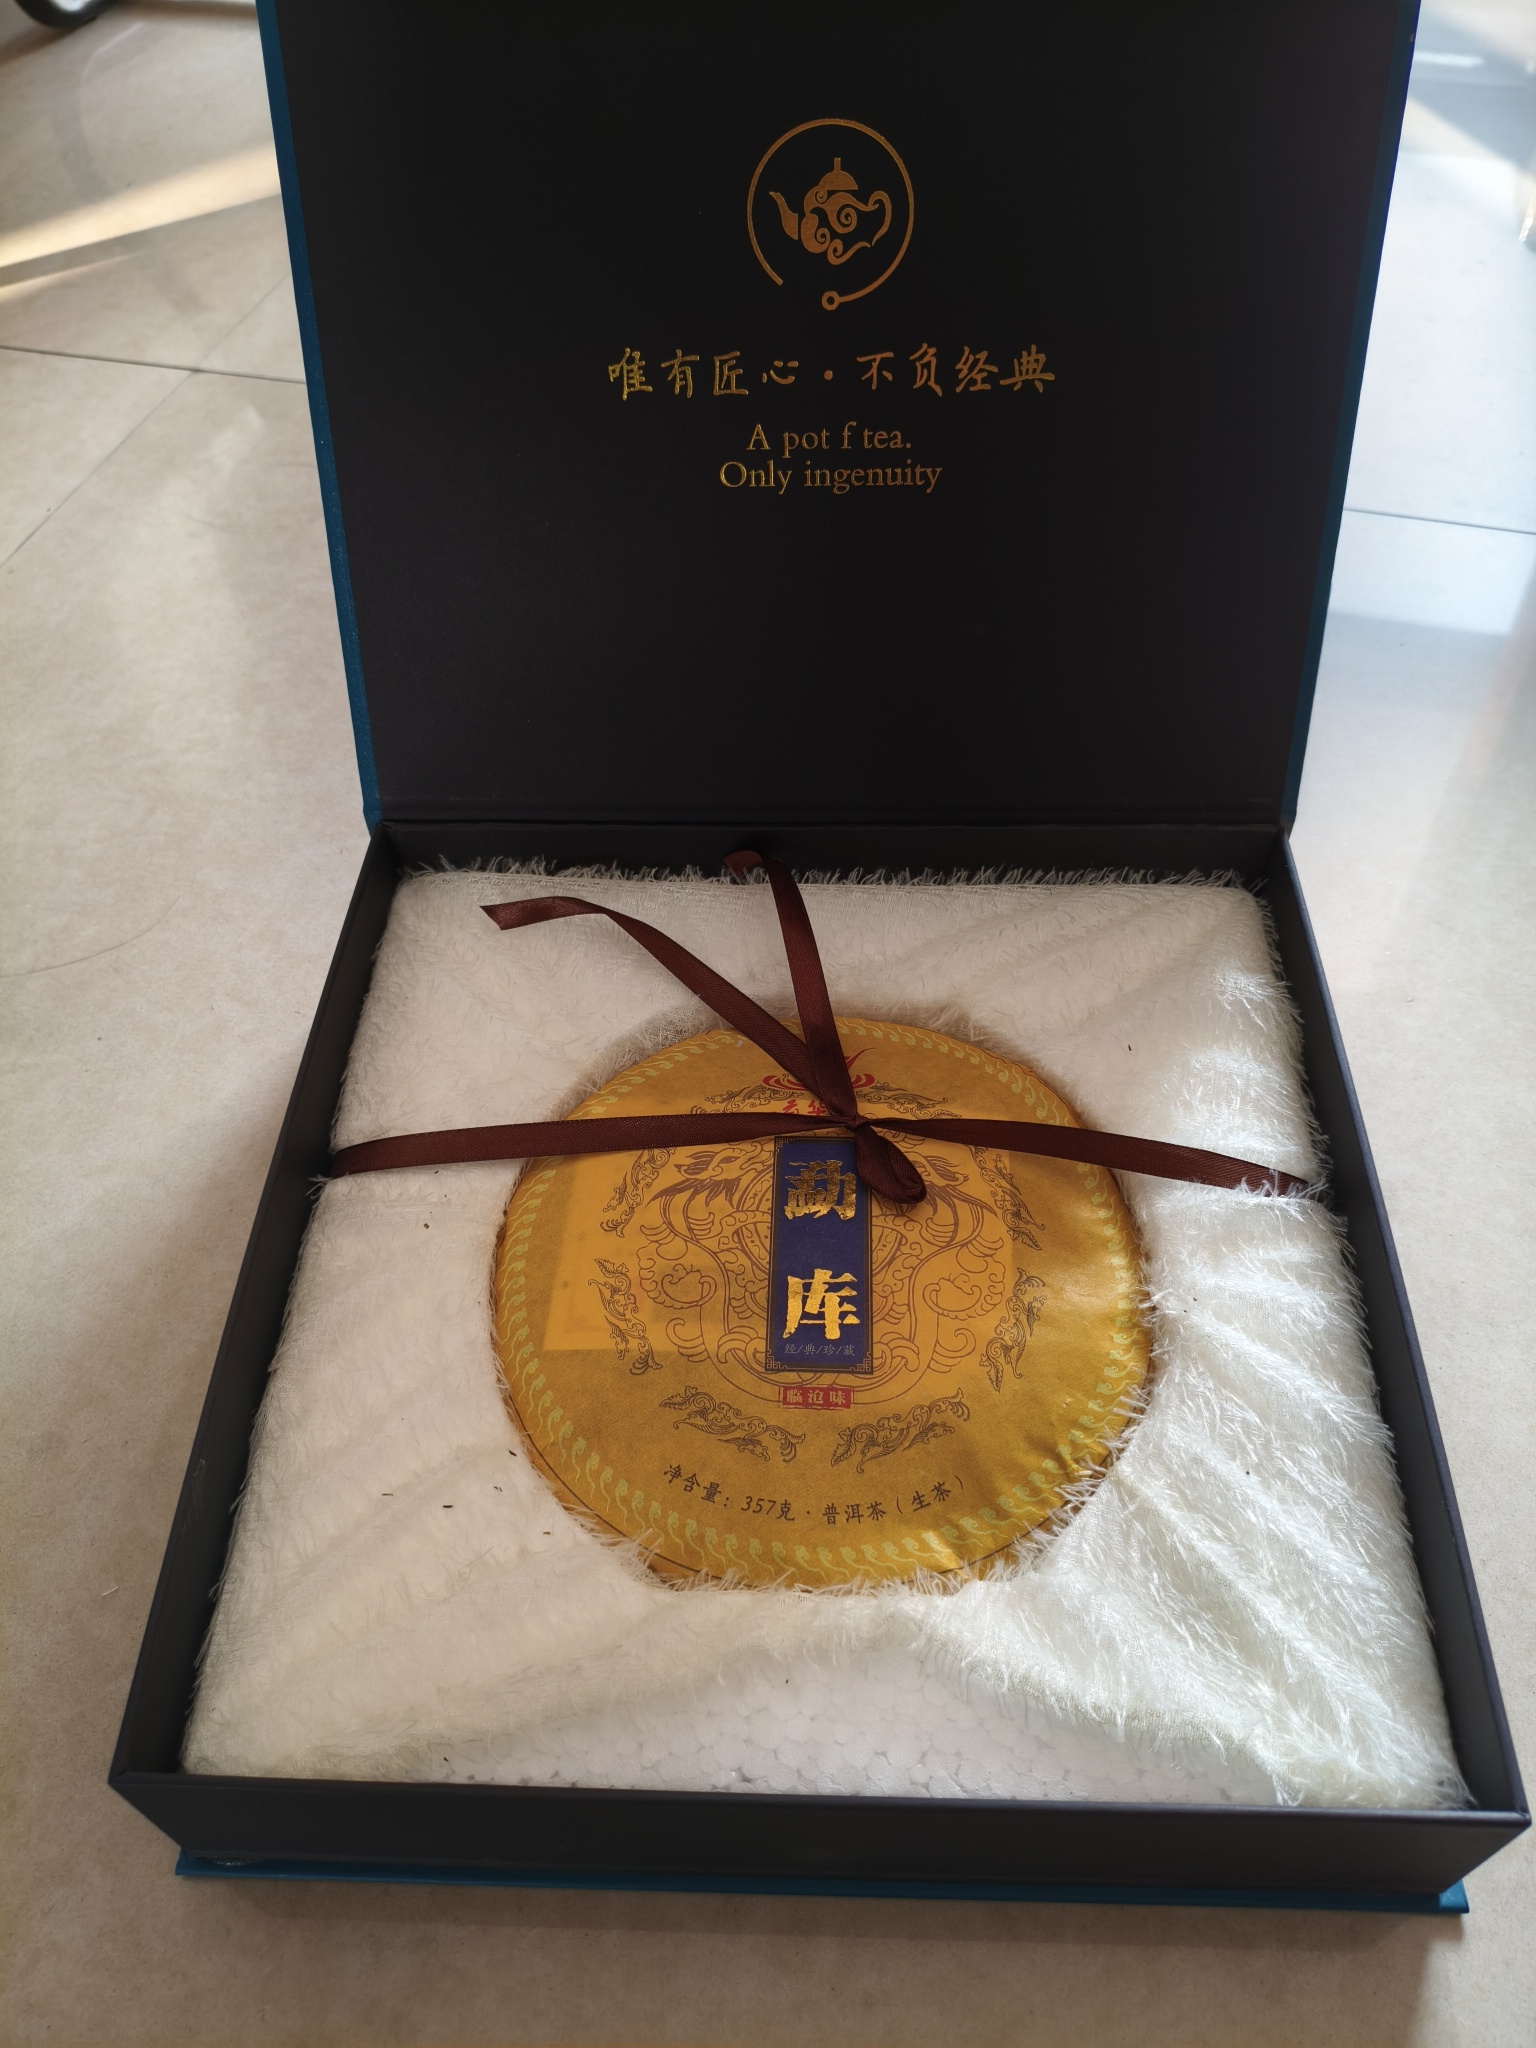 唯有匠心·不负经典
A pot f tea.
Only ingenuity
勐
库
经/典/珍/藏
临沧味
净含量：357克·普洱茶（生茶）